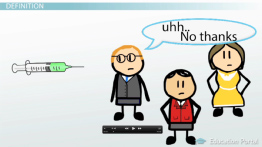 DEFINITION
uhh..
No thanks
Education Portal